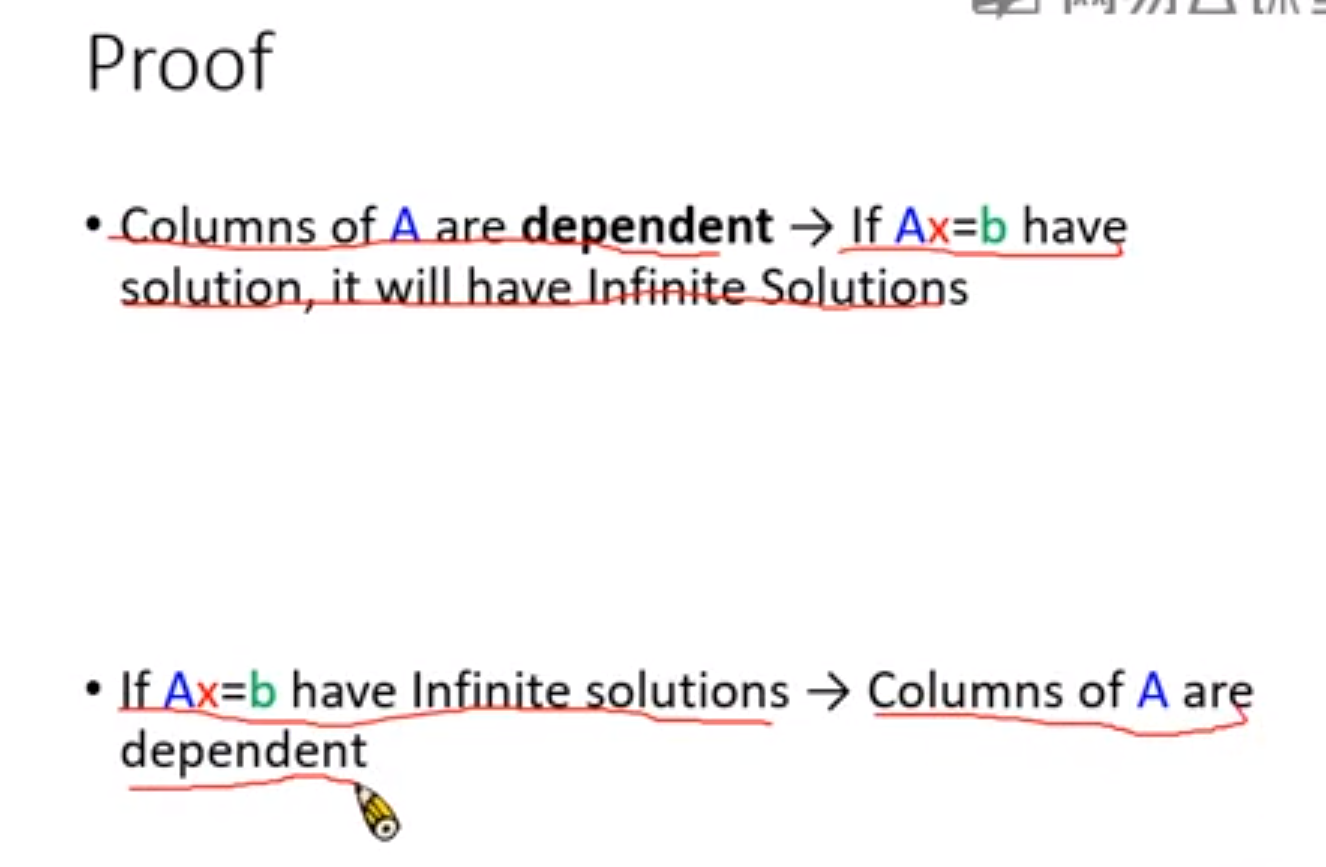 Proof
• Columns of A are dependent → If Ax=b have
solution, it will have Infinite Solutions
• If Ax=b have Infinite solutions → Columns of A are
dependent